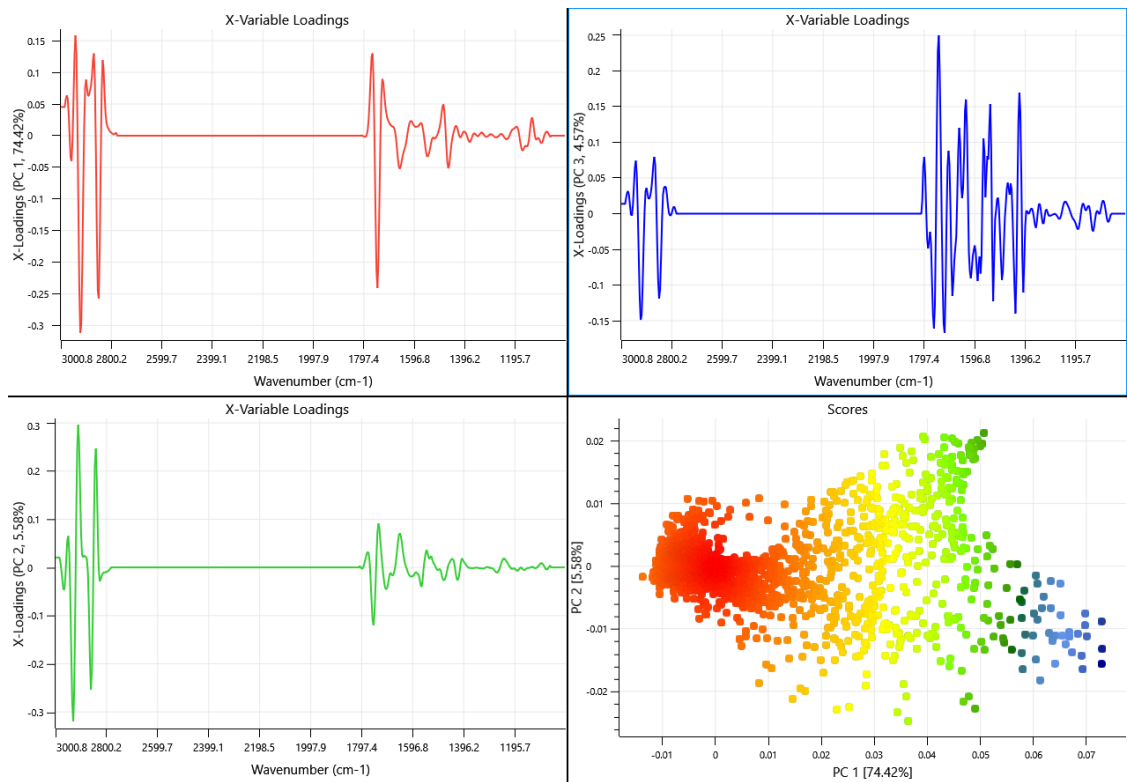 X-Variable Loadings
0.15
0.1
0.05
0
-0.05
-0.1
-0.15
-0.2
-0.25
-0.3
X-Loadings (PC 1, 74.42%)
3000.8 2800.2 2599.7 2399.1 2198.5 1997.9 1797.4 1596.8 1396.2 1195.7
Wavenumber (cm-1)
X-Variable Loadings
0.25
0.2
0.15
0.1
0.05
0
-0.05
-0.1
-0.15
X-Loadings (PC 3, 4.57%)
3000.8 2800.2 2599.7 2399.1 2198.5 1997.9 1797.4 1596.8 1396.2 1195.7
Wavenumber (cm-1)
X-Variable Loadings
0.3
0.2
0.1
0
-0.1
-0.2
-0.3
X-Loadings (PC 2, 5.58%)
3000.8 2800.2 2599.7 2399.1 2198.5 1997.9 1797.4 1596.8 1396.2 1195.7
Wavenumber (cm-1)
Scores
0.02
0.01
0
-0.01
-0.02
PC 2 [5.58%]
-0.01 0 0.01 0.02 0.03 0.04 0.05 0.06 0.07
PC 1 [74.42%]